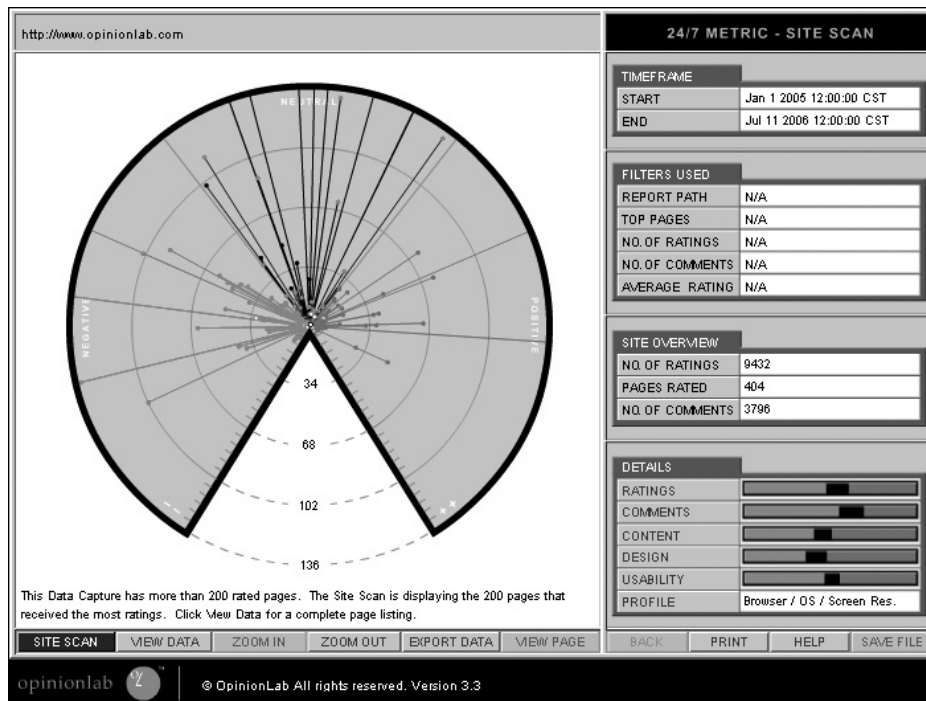 http://www.opinionlab.com
24/7 METRIC - SITE SCAN
NEUTRAL
NEGATIVE
POSITIVE
34
68
102
136
--
++
This Data Capture has more than 200 rated pages. The Site Scan is displaying the 200 pages that
received the most ratings. Click View Data for a complete page listing.
TIMEFRAME
START Jan 1 2005 12:00:00 CST
END Jul 11 2006 12:00:00 CST
FILTERS USED
REPORT PATH N/A
TOP PAGES N/A
NO. OF RATINGS N/A
NO. OF COMMENTS N/A
AVERAGE RATING N/A
SITE OVERVIEW
NO. OF RATINGS 9432
PAGES RATED 404
NO. OF COMMENTS 3796
DETAILS
RATINGS
COMMENTS
CONTENT
DESIGN
USABILITY
PROFILE Browser / OS / Screen Res.
SITE SCAN VIEW DATA ZOOM IN ZOOM OUT EXPORT DATA VIEW PAGE BACK PRINT HELP SAVE FILE
opinionlab ™ © OpinionLab All rights reserved. Version 3.3